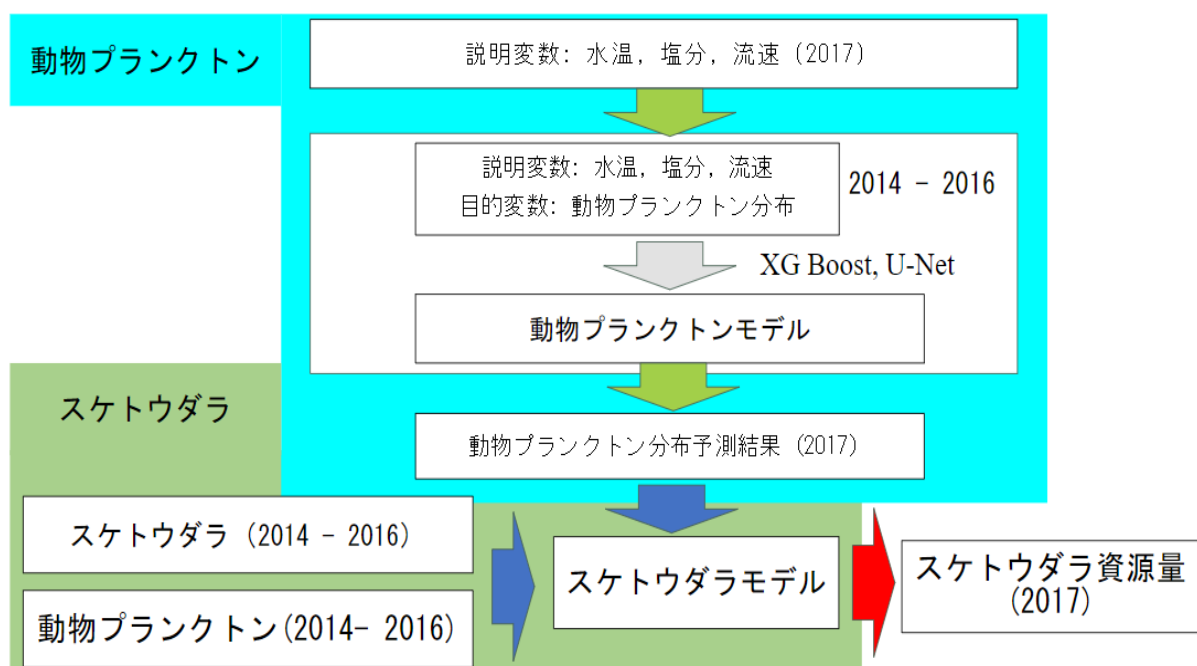 動物プランクトン
説明変数: 水温, 塩分, 流速 (2017)
説明変数: 水温, 塩分, 流速
目的変数: 動物プランクトン分布
2014 - 2016
XG Boost, U-Net
動物プランクトンモデル
動物プランクトン分布予測結果 (2017)
スケトウダラ
スケトウダラ (2014 - 2016)
動物プランクトン(2014- 2016)
スケトウダラモデル
スケトウダラ資源量
(2017)